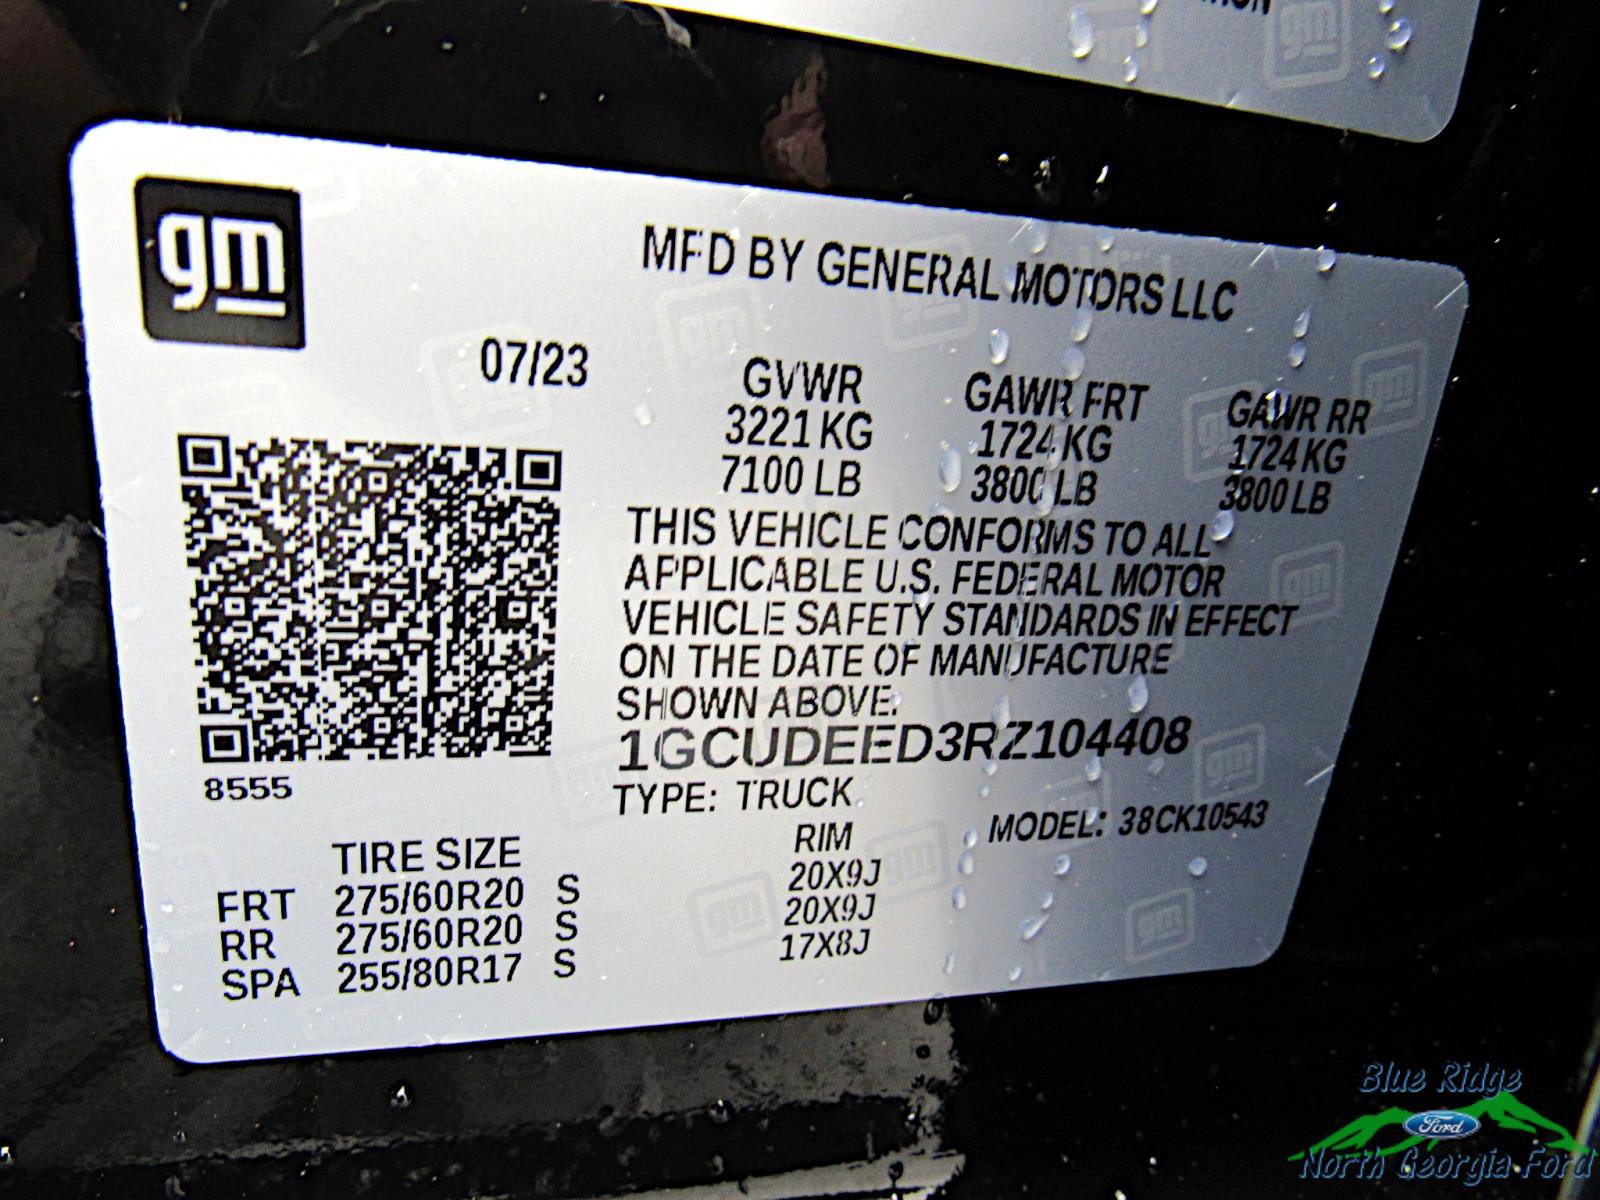 gm
MFD BY GENERAL MOTORS LLC
07/23
GVWR GAWR FRT GAWR RR
3221 KG 1724 KG 1724 KG
7100 LB 3800 LB 3800 LB
THIS VEHICLE CONFORMS TO ALL
APPLICABLE U.S. FEDERAL MOTOR
VEHICLE SAFETY STANDARDS IN EFFECT
ON THE DATE OF MANUFACTURE
SHOWN ABOVE.
1GCUDEED3RZ104408
8555
TYPE: TRUCK MODEL: 38CK10543
TIRE SIZE RIM
FRT 275/60R20 S 20X9J
RR 275/60R20 S 20X9J
SPA 255/80R17 S 17X8J
Blue Ridge
Ford
North Georgia Ford